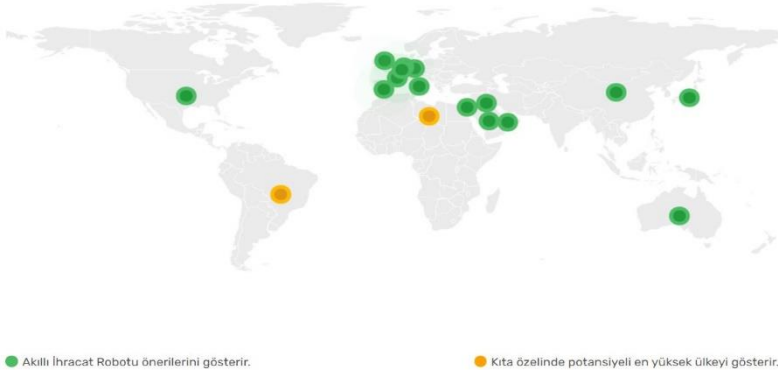 Akıllı İhracat Robotu önerilerini gösterir.
Kıta özelinde potansiyeli en yüksek ülkeyi gösterir.